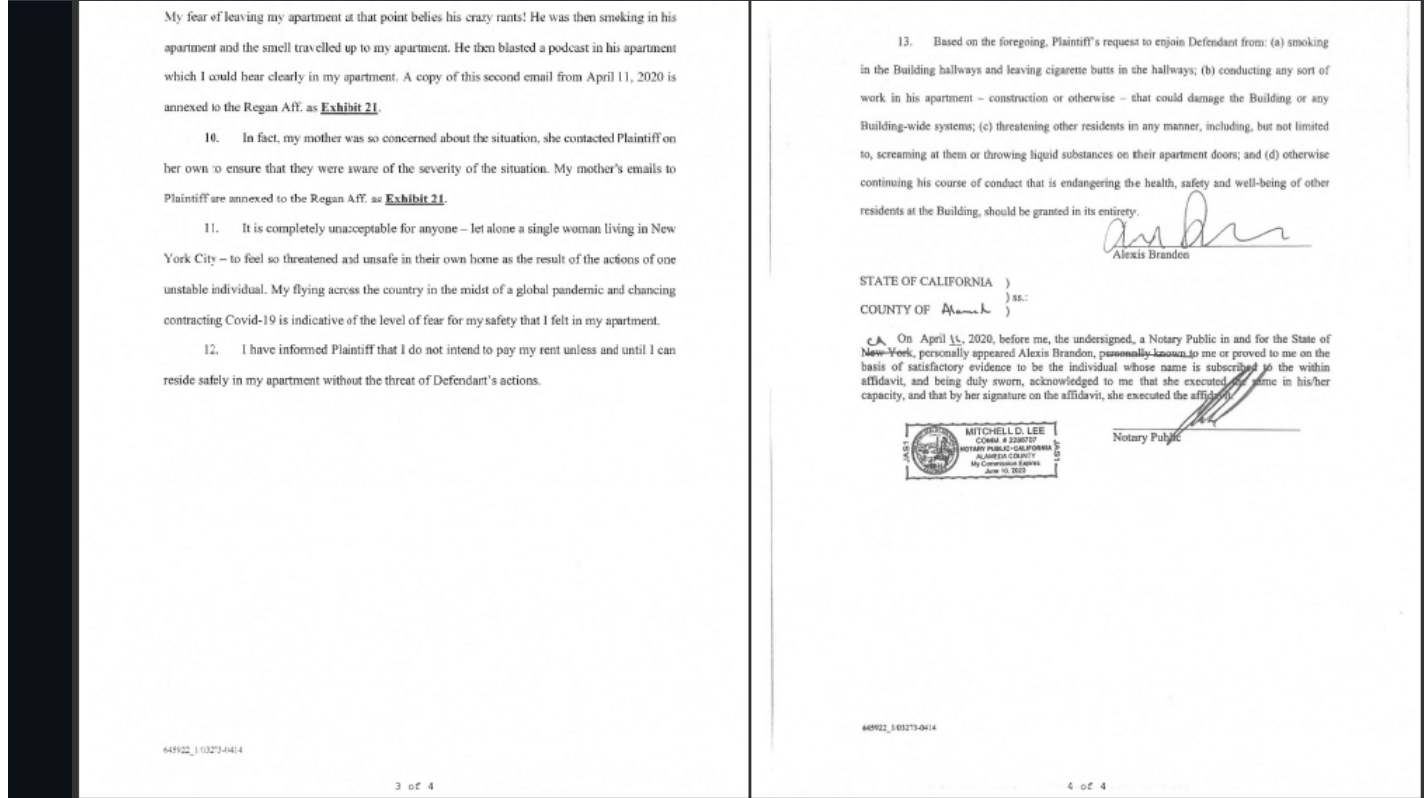 My fear of leaving my apartment at that point belies his crazy rants! He was then smoking in his
apartment and the smell travelled up to my apartment. He then blasted a podcast in his apartment
which I could hear clearly in my apartment. A copy of this second email from April 11, 2020 is
annexed to the Regan Aff. as Exhibit 21.
10. In fact, my mother was so concerned about the situation, she contacted Plaintiff on
her own to ensure that they were aware of the severity of the situation. My mother's emails to
Plaintiff are annexed to the Regan Aff. as Exhibit 21.
11. It is completely unacceptable for anyone – let alone a single woman living in New
York City – to feel so threatened and unsafe in their own home as the result of the actions of one
unstable individual. My flying across the country in the midst of a global pandemic and chancing
contracting Covid-19 is indicative of the level of fear for my safety that I felt in my apartment.
12. I have informed Plaintiff that I do not intend to pay my rent unless and until I can
reside safely in my apartment without the threat of Defendant's actions.
645922_1/03273-0414
3 of 4
13. Based on the foregoing, Plaintiff's request to enjoin Defendant from: (a) smoking
in the Building hallways and leaving cigarette butts in the hallways; (b) conducting any sort of
work in his apartment – construction or otherwise – that could damage the Building or any
Building-wide systems; (c) threatening other residents in any manner, including, but not limited
to, screaming at them or throwing liquid substances on their apartment doors; and (d) otherwise
continuing his course of conduct that is endangering the health, safety and well-being of other
residents at the Building, should be granted in its entirety.
Alexis Brandon
STATE OF CALIFORNIA )
) ss.:
COUNTY OF )
CA On April , 2020, before me, the undersigned, a Notary Public in and for the State of
New York, personally appeared Alexis Brandon, personally known to me or proved to me on the
basis of satisfactory evidence to be the individual whose name is subscribed to the within
affidavit, and being duly sworn, acknowledged to me that she executed the same in his/her
capacity, and that by her signature on the affidavit, she executed the affidavit.
Notary Public
JAS1
MITCHELL D. LEE
COMM. # 2286707
NOTARY PUBLIC-CALIFORNIA
ALAMEDA COUNTY
My Commission Expires
June 10, 2023
JAS1
645922_1/03273-0414
4 of 4